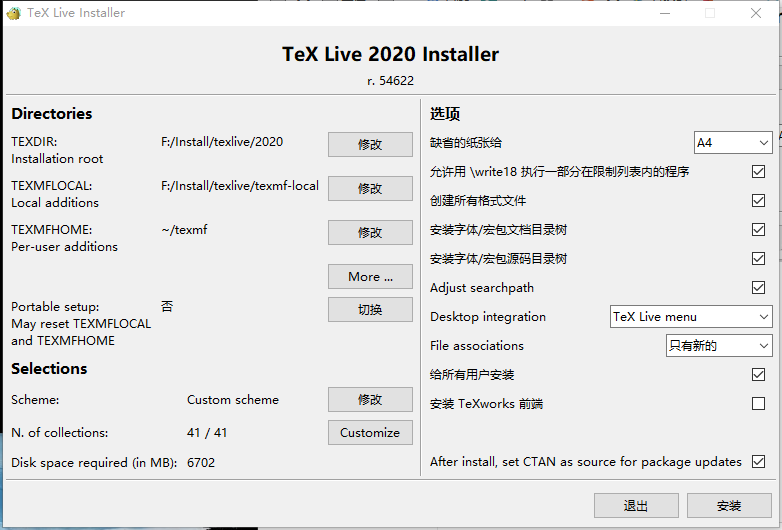 TeX Live Installer
TeX Live 2020 Installer
r. 54622
Directories
TEXDIR: F:/Install/texlive/2020 修改
Installation root
TEXMFLOCAL: F:/Install/texlive/texmf-local 修改
Local additions
TEXMFHOME: ~/texmf 修改
Per-user additions
More ...
Portable setup: 否 切换
May reset TEXMFLOCAL
and TEXMFHOME
Selections
Scheme: Custom scheme 修改
N. of collections: 41 / 41 Customize
Disk space required (in MB): 6702
选项
缺省的纸张给 A4
允许用 \write18 执行一部分在限制列表内的程序
创建所有格式文件
安装字体/宏包文档目录树
安装字体/宏包源码目录树
Adjust searchpath
Desktop integration TeX Live menu
File associations 只有新的
给所有用户安装
安装 TeXworks 前端
After install, set CTAN as source for package updates
退出 安装